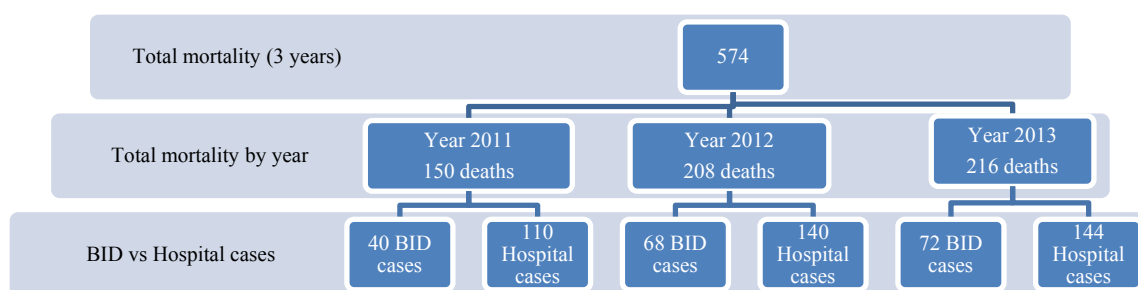 Total mortality (3 years)
574
Total mortality by year
Year 2011
150 deaths
Year 2012
208 deaths
Year 2013
216 deaths
BID vs Hospital cases
40 BID
cases
110
Hospital
cases
68 BID
cases
140
Hospital
cases
72 BID
cases
144
Hospital
cases